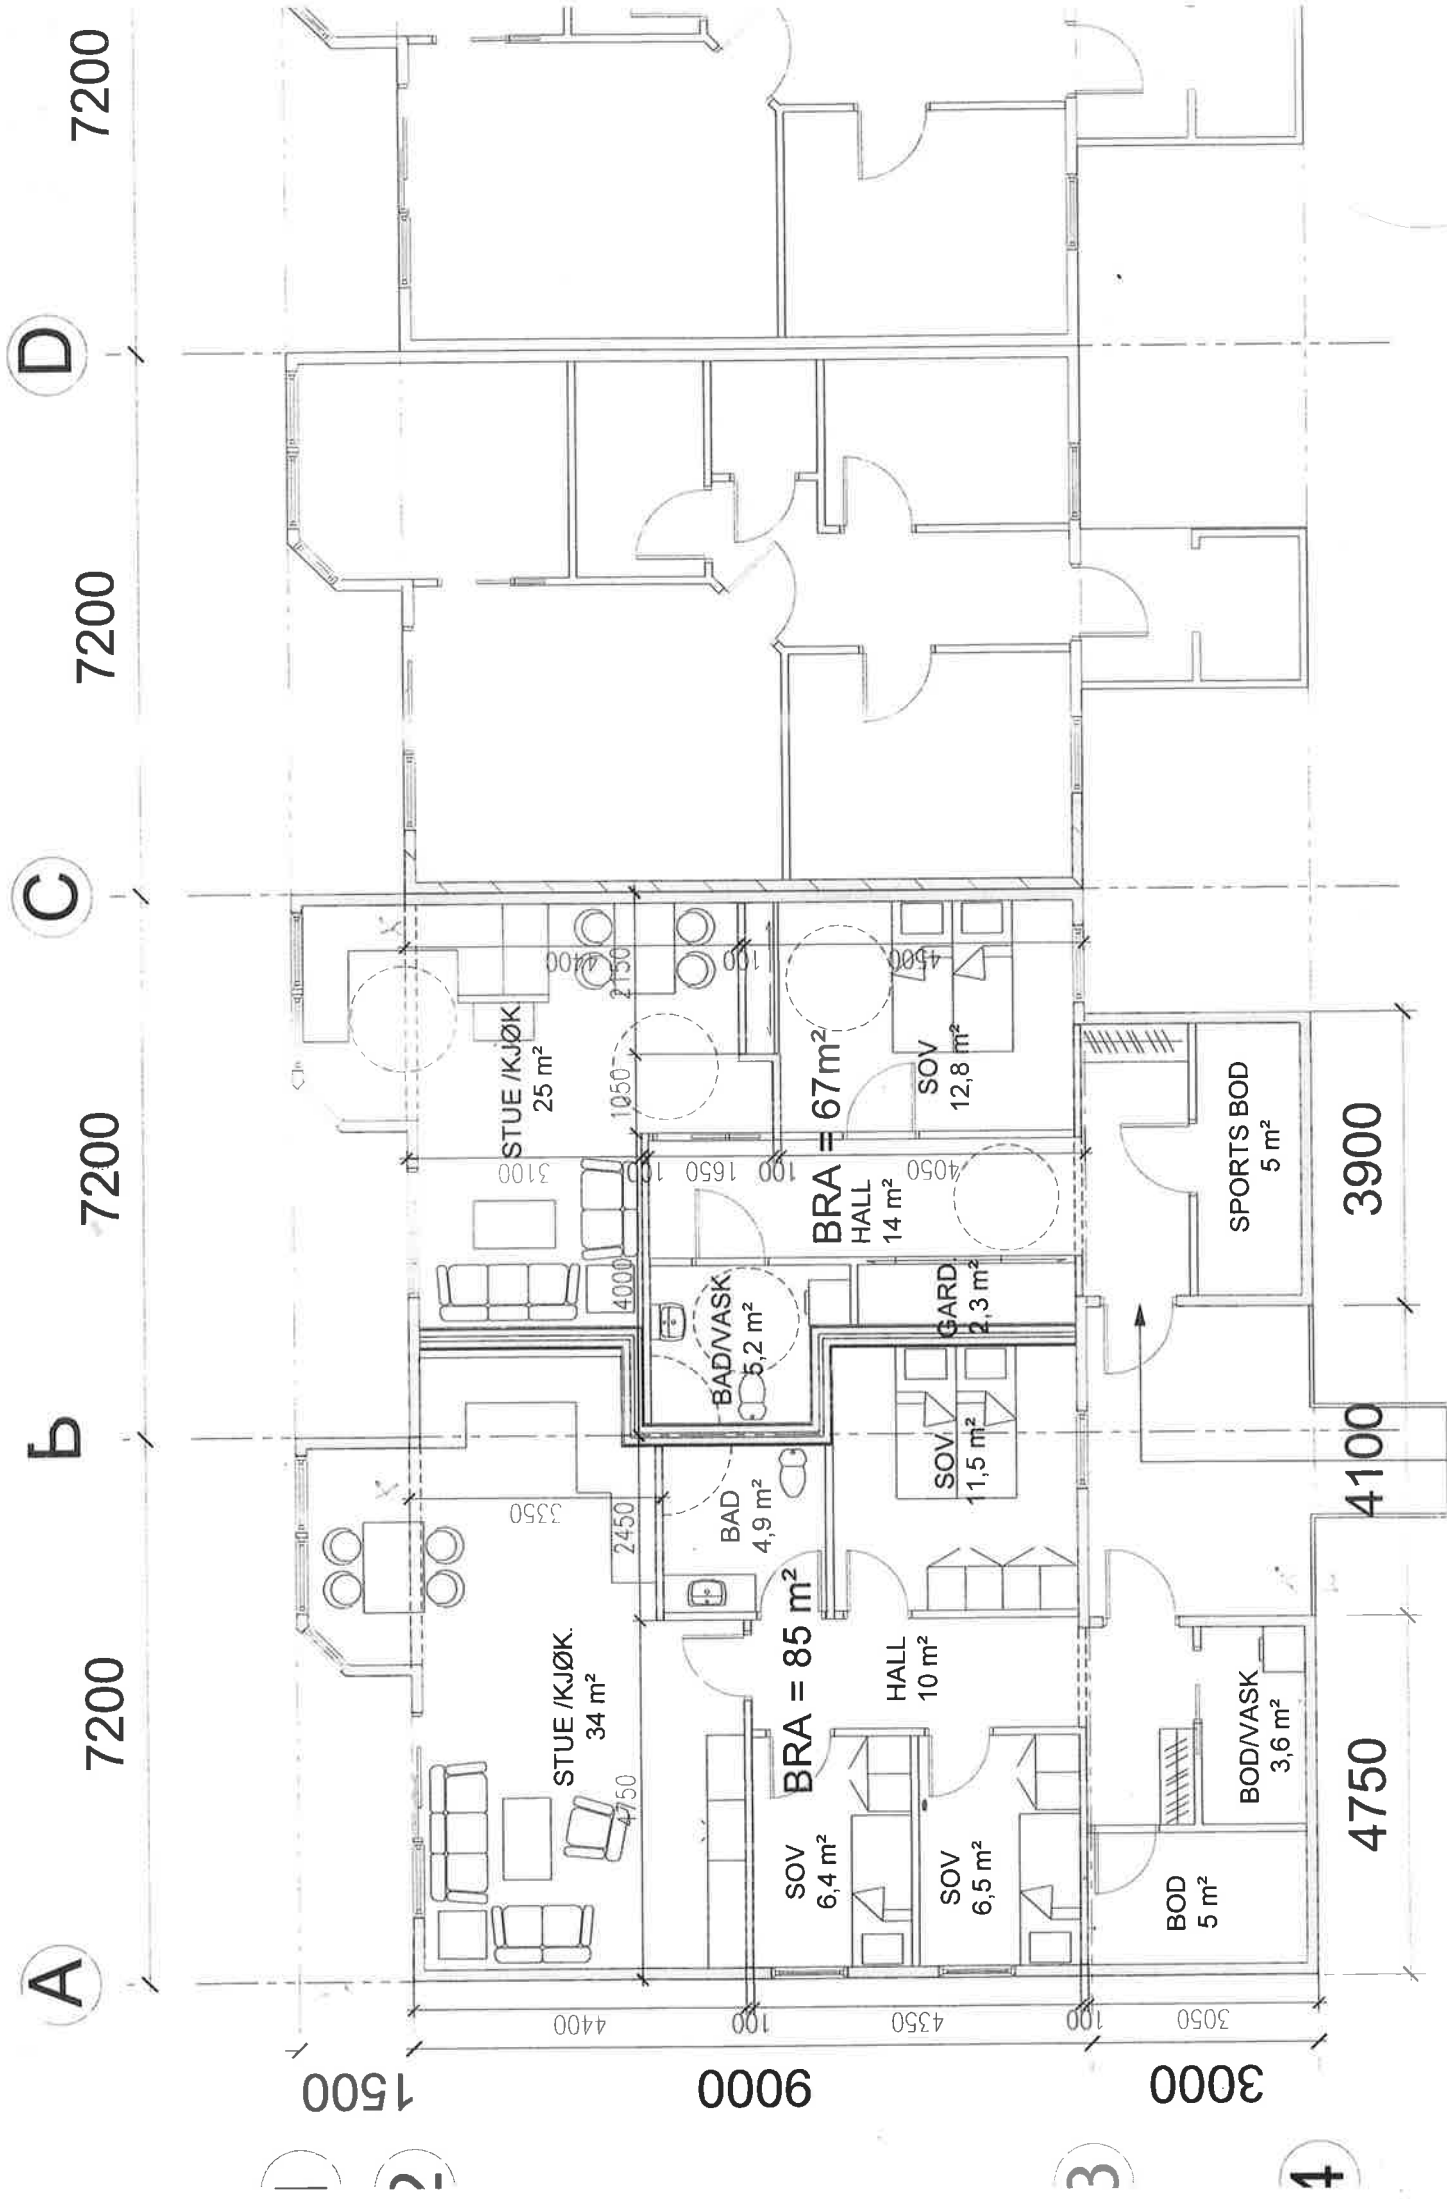 A
B
C
D
7200
7200
7200
7200
1500
9000
3000
1
2
3
4
4400
100
4350
100
3050
STUE /KJØK.
34 m²
4750
2450
3350
BAD
4,9 m²
BRA = 85 m²
HALL
10 m²
SOV
11,5 m²
SOV
6,4 m²
SOV
6,5 m²
BOD
5 m²
BOD/VASK
3,6 m²
STUE /KJØK.
25 m²
4000
1050
2150
3100
100
1650
100
4050
4400
100
4500
BAD/VASK
5,2 m²
BRA = 67m²
HALL
14 m²
GARD.
2,3 m²
SOV
12,8 m²
SPORTS BOD
5 m²
4750
4100
3900